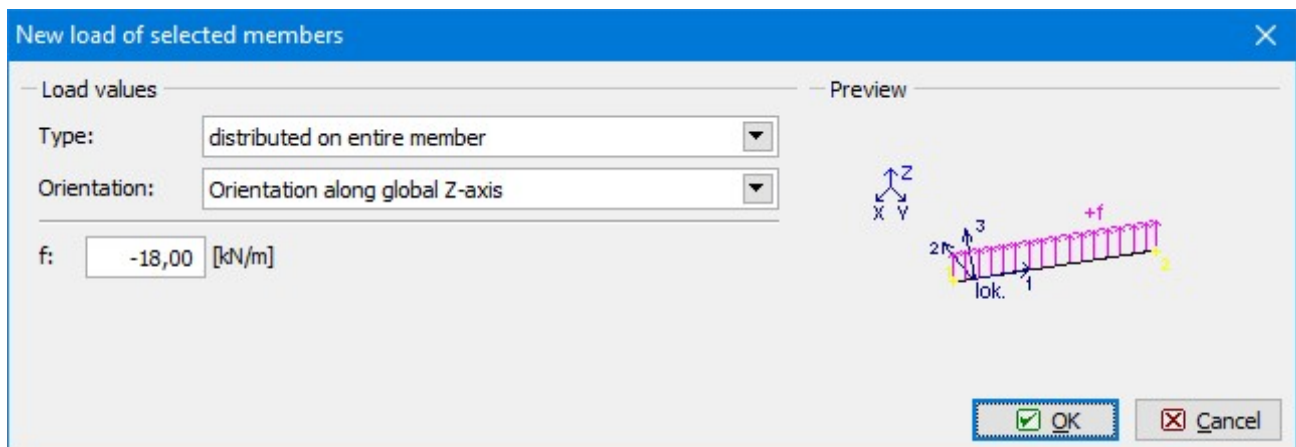 New load of selected members
Load values
Type: distributed on entire member
Orientation: Orientation along global Z-axis
f: -18,00 [kN/m]
Preview
Z
X Y
+f
3
2
1
lok.
2
OK Cancel